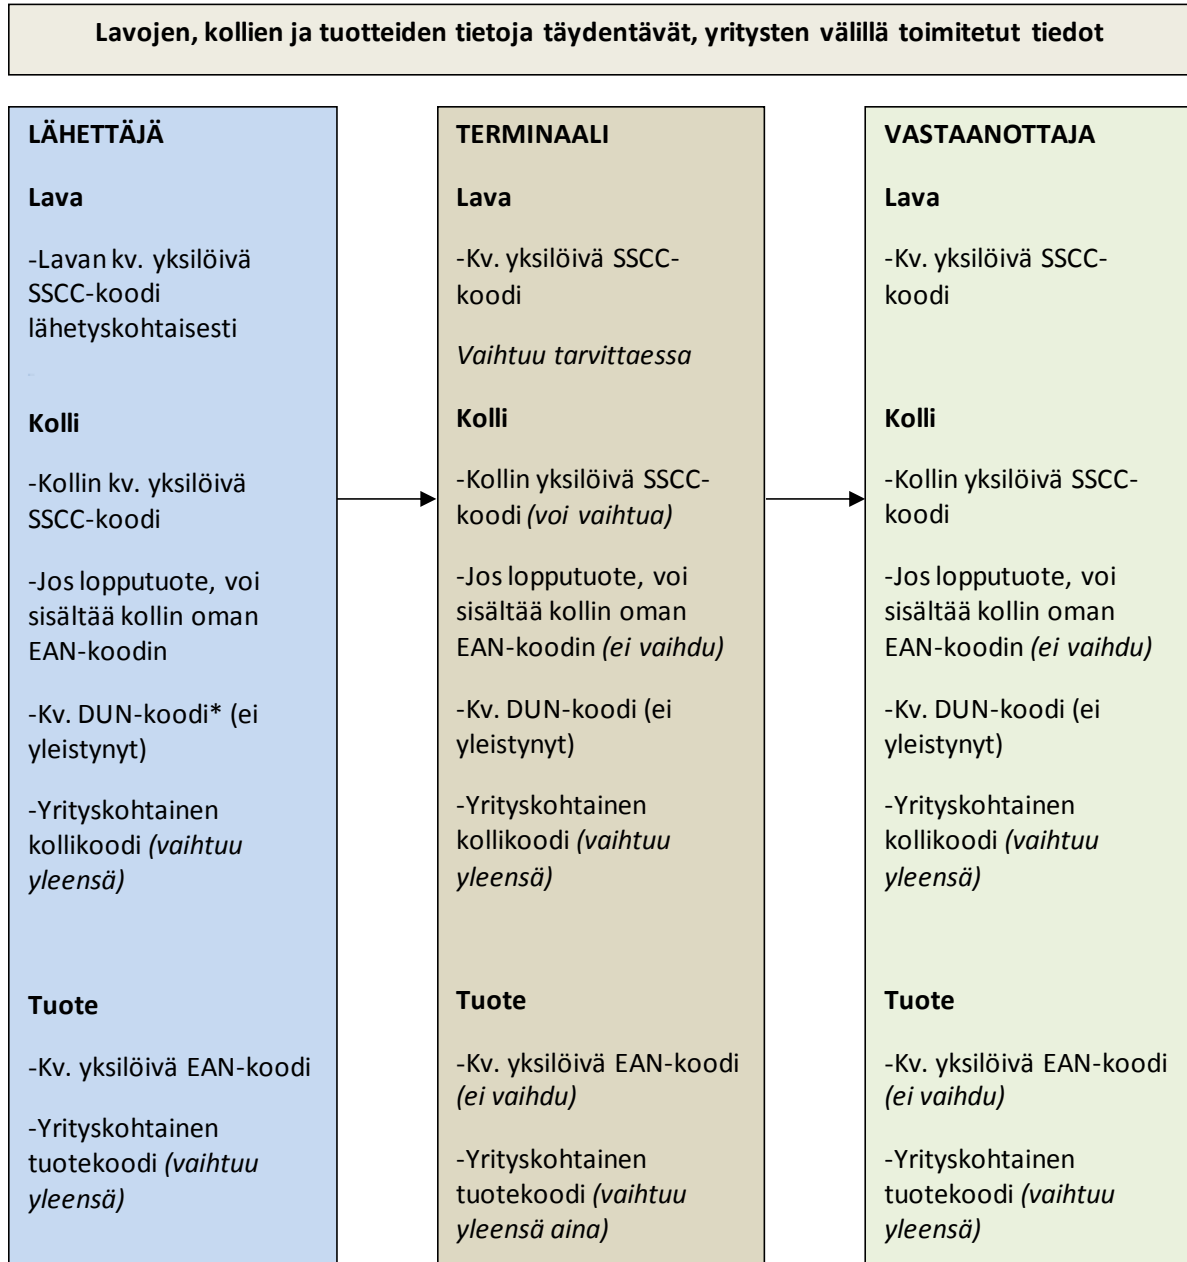 Lavojen, kollien ja tuotteiden tietoja täydentävät, yritysten välillä toimitetut tiedot
LÄHETTÄJÄ
Lava
-Lavan kv. yksilöivä
SSCC-koodi
lähetyskohtaisesti
Kolli
-Kollin kv. yksilöivä
SSCC-koodi
-Jos lopputuote, voi
sisältää kollin oman
EAN-koodin
-Kv. DUN-koodi* (ei
yleistynyt)
-Yrityskohtainen
kollikoodi (vaihtuu
yleensä)
Tuote
-Kv. yksilöivä EAN-koodi
-Yrityskohtainen
tuotekoodi (vaihtuu
yleensä)
TERMINAALI
Lava
-Kv. yksilöivä SSCC-
koodi
Vaihtuu tarvittaessa
Kolli
-Kollin yksilöivä SSCC-
koodi (voi vaihtua)
-Jos lopputuote, voi
sisältää kollin oman
EAN-koodin (ei vaihdu)
-Kv. DUN-koodi (ei
yleistynyt)
-Yrityskohtainen
kollikoodi (vaihtuu
yleensä)
Tuote
-Kv. yksilöivä EAN-koodi
(ei vaihdu)
-Yrityskohtainen
tuotekoodi (vaihtuu
yleensä aina)
VASTAANOTTAJA
Lava
-Kv. yksilöivä SSCC-
koodi
Kolli
-Kollin yksilöivä SSCC-
koodi
-Jos lopputuote, voi
sisältää kollin oman
EAN-koodin (ei vaihdu)
-Kv. DUN-koodi (ei
yleistynyt)
-Yrityskohtainen
kollikoodi (vaihtuu
yleensä)
Tuote
-Kv. yksilöivä EAN-koodi
(ei vaihdu)
-Yrityskohtainen
tuotekoodi (vaihtuu
yleensä)